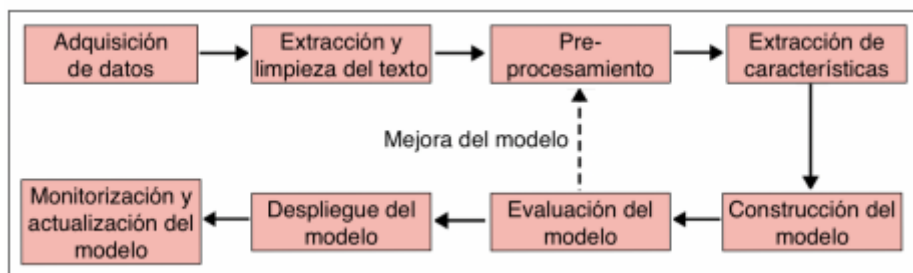 Adquisición
de datos
Extracción y
limpieza del texto
Pre-
procesamiento
Extracción de
características
Mejora del modelo
Monitorización y
actualización del
modelo
Despliegue del
modelo
Evaluación del
modelo
Construcción del
modelo